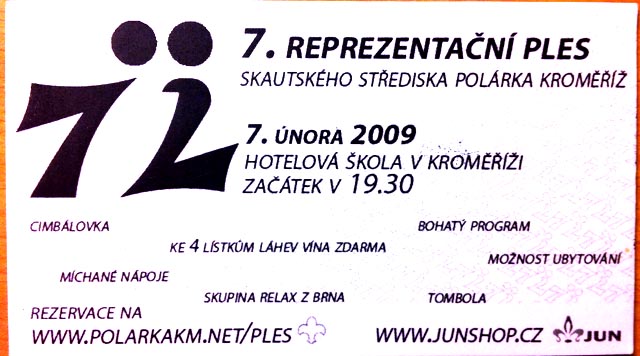 7. REPREZENTAČNÍ PLES
SKAUTSKÉHO STŘEDISKA POLÁRKA KROMĚŘÍŽ
7. ÚNORA 2009
HOTELOVÁ ŠKOLA V KROMĚŘÍŽI
ZAČÁTEK V 19.30
CIMBÁLOVKA
BOHATÝ PROGRAM
KE 4 LÍSTKŮM LÁHEV VÍNA ZDARMA
MOŽNOST UBYTOVÁNÍ
MÍCHANÉ NÁPOJE
SKUPINA RELAX Z BRNA
TOMBOLA
REZERVACE NA
WWW.POLARKAKM.NET/PLES
WWW.JUNSHOP.CZ JUN